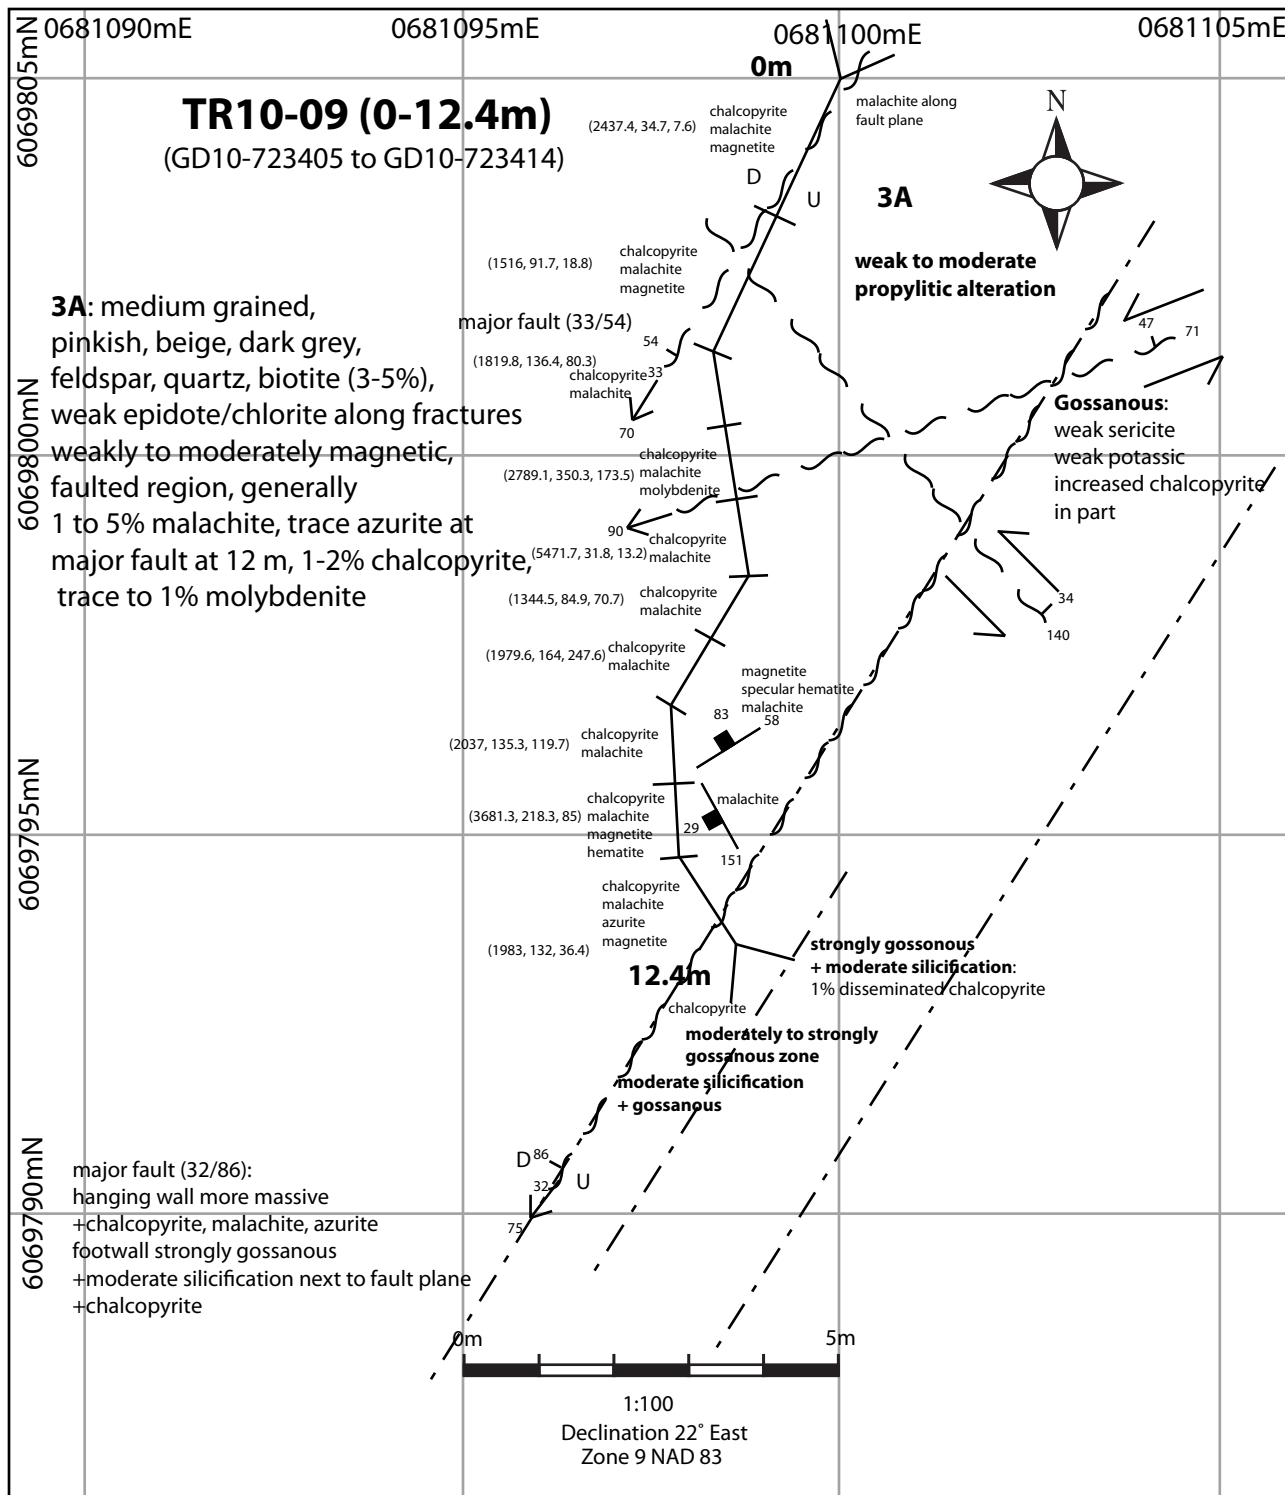 0681090mE
0681095mE
0681100mE
0681105mE
6069805mN
6069800mN
6069795mN
6069790mN
0m
TR10-09 (0-12.4m)
(GD10-723405 to GD10-723414)
(2437.4, 34.7, 7.6)
chalcopyrite
malachite
magnetite
malachite along
fault plane
N
D
U
3A
weak to moderate
propylitic alteration
(1516, 91.7, 18.8)
chalcopyrite
malachite
magnetite
3A: medium grained,
pinkish, beige, dark grey,
feldspar, quartz, biotite (3-5%),
weak epidote/chlorite along fractures
weakly to moderately magnetic,
faulted region, generally
1 to 5% malachite, trace azurite at
major fault at 12 m, 1-2% chalcopyrite,
trace to 1% molybdenite
major fault (33/54)
54
(1819.8, 136.4, 80.3)
33
chalcopyrite
malachite
70
47
71
Gossanous:
weak sericite
weak potassic
increased chalcopyrite
in part
(2789.1, 350.3, 173.5)
chalcopyrite
malachite
molybdenite
90
(5471.7, 31.8, 13.2)
chalcopyrite
malachite
(1344.5, 84.9, 70.7)
chalcopyrite
malachite
34
140
(1979.6, 164, 247.6)
chalcopyrite
malachite
magnetite
specular hematite
malachite
83
58
(2037, 135.3, 119.7)
chalcopyrite
malachite
(3681.3, 218.3, 85)
chalcopyrite
malachite
magnetite
hematite
malachite
29
151
chalcopyrite
malachite
azurite
magnetite
(1983, 132, 36.4)
12.4m
strongly gossonous
+ moderate silicification:
1% disseminated chalcopyrite
chalcopyrite
moderately to strongly
gossanous zone
moderate silicification
+ gossanous
D
86
U
32
75
major fault (32/86):
hanging wall more massive
+chalcopyrite, malachite, azurite
footwall strongly gossanous
+moderate silicification next to fault plane
+chalcopyrite
0m
5m
1:100
Declination 22° East
Zone 9 NAD 83